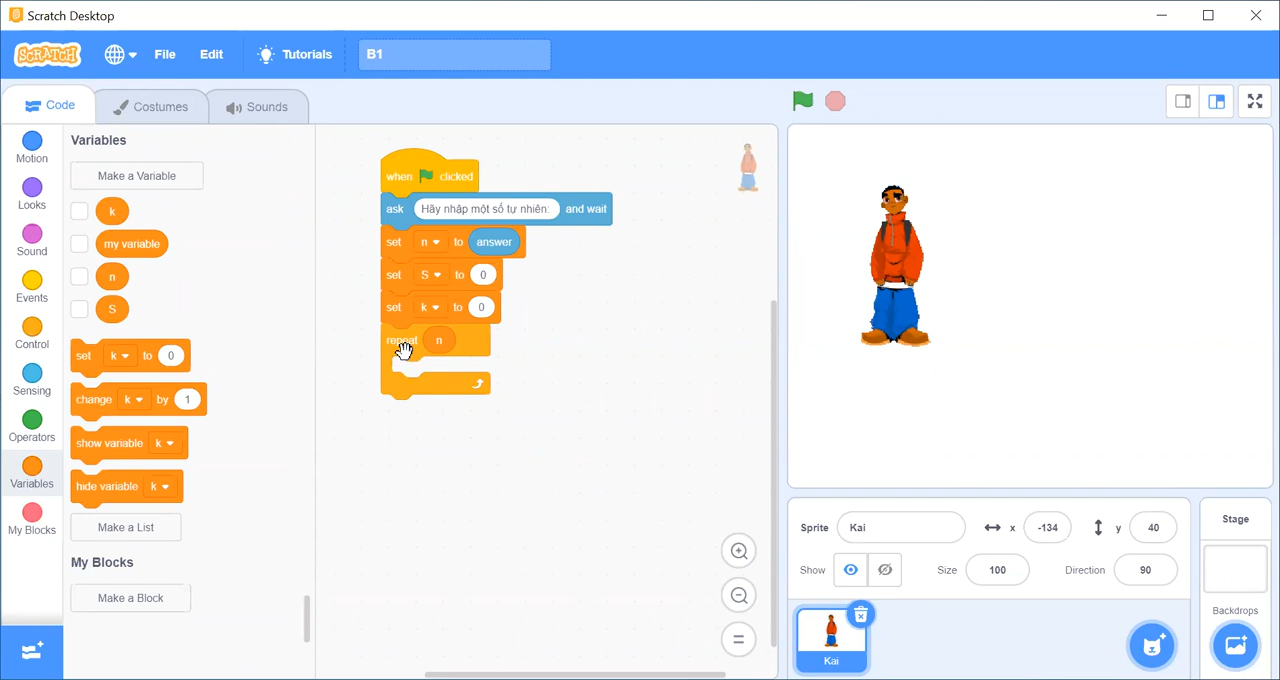 Scratch Desktop
SCRATCH
File
Edit
Tutorials
B1
Code
Costumes
Sounds
Motion
Looks
Sound
Events
Control
Sensing
Operators
Variables
My Blocks
Variables
Make a Variable
k
my variable
n
S
set k to 0
change k by 1
show variable k
hide variable k
Make a List
My Blocks
Make a Block
when clicked
ask Hãy nhập một số tự nhiên: and wait
set n to answer
set S to 0
set k to 0
repeat n
Sprite Kai x -134 y 40
Show Size 100 Direction 90
Kai
Stage
Backdrops